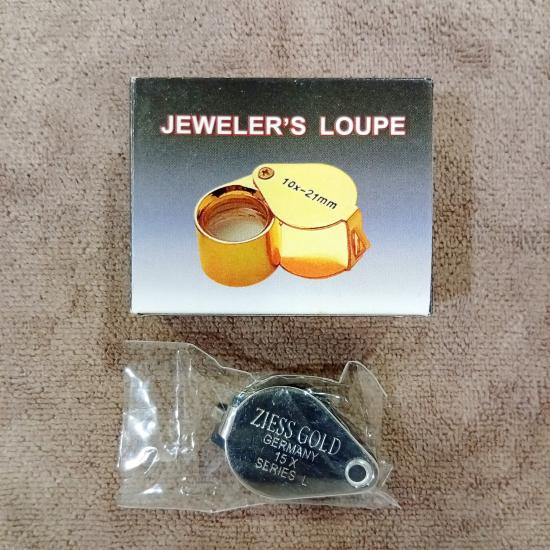 JEWELER'S LOUPE
10x-21mm
ZIESS GOLD
GERMANY
15 X
SERIES L